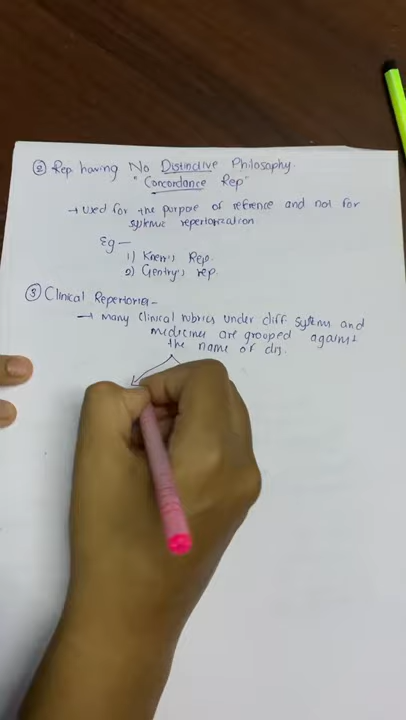 ② Rep. having No Distinctive Philosophy.
"Concordance Rep"
→ Used for the purpose of refrence and not for
systemic repertorization.
Eg —
1) Knerr's Rep.
2) Gentry's rep.
③ Clinical Repertories -
→ Many clinical rubrics under diff. systems and
medicines are grouped against
the name of drs.